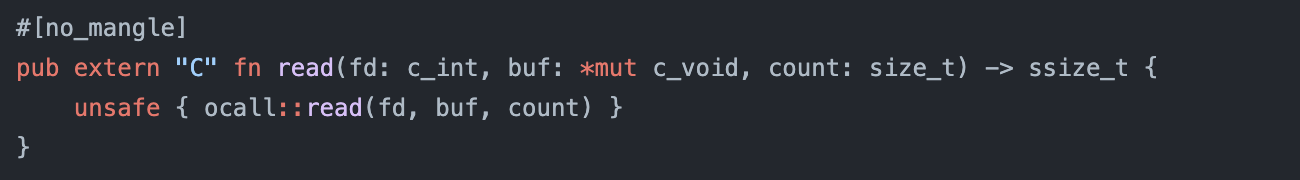 #[no_mangle]
pub extern "C" fn read(fd: c_int, buf: *mut c_void, count: size_t) -> ssize_t {
    unsafe { ocall::read(fd, buf, count) }
}